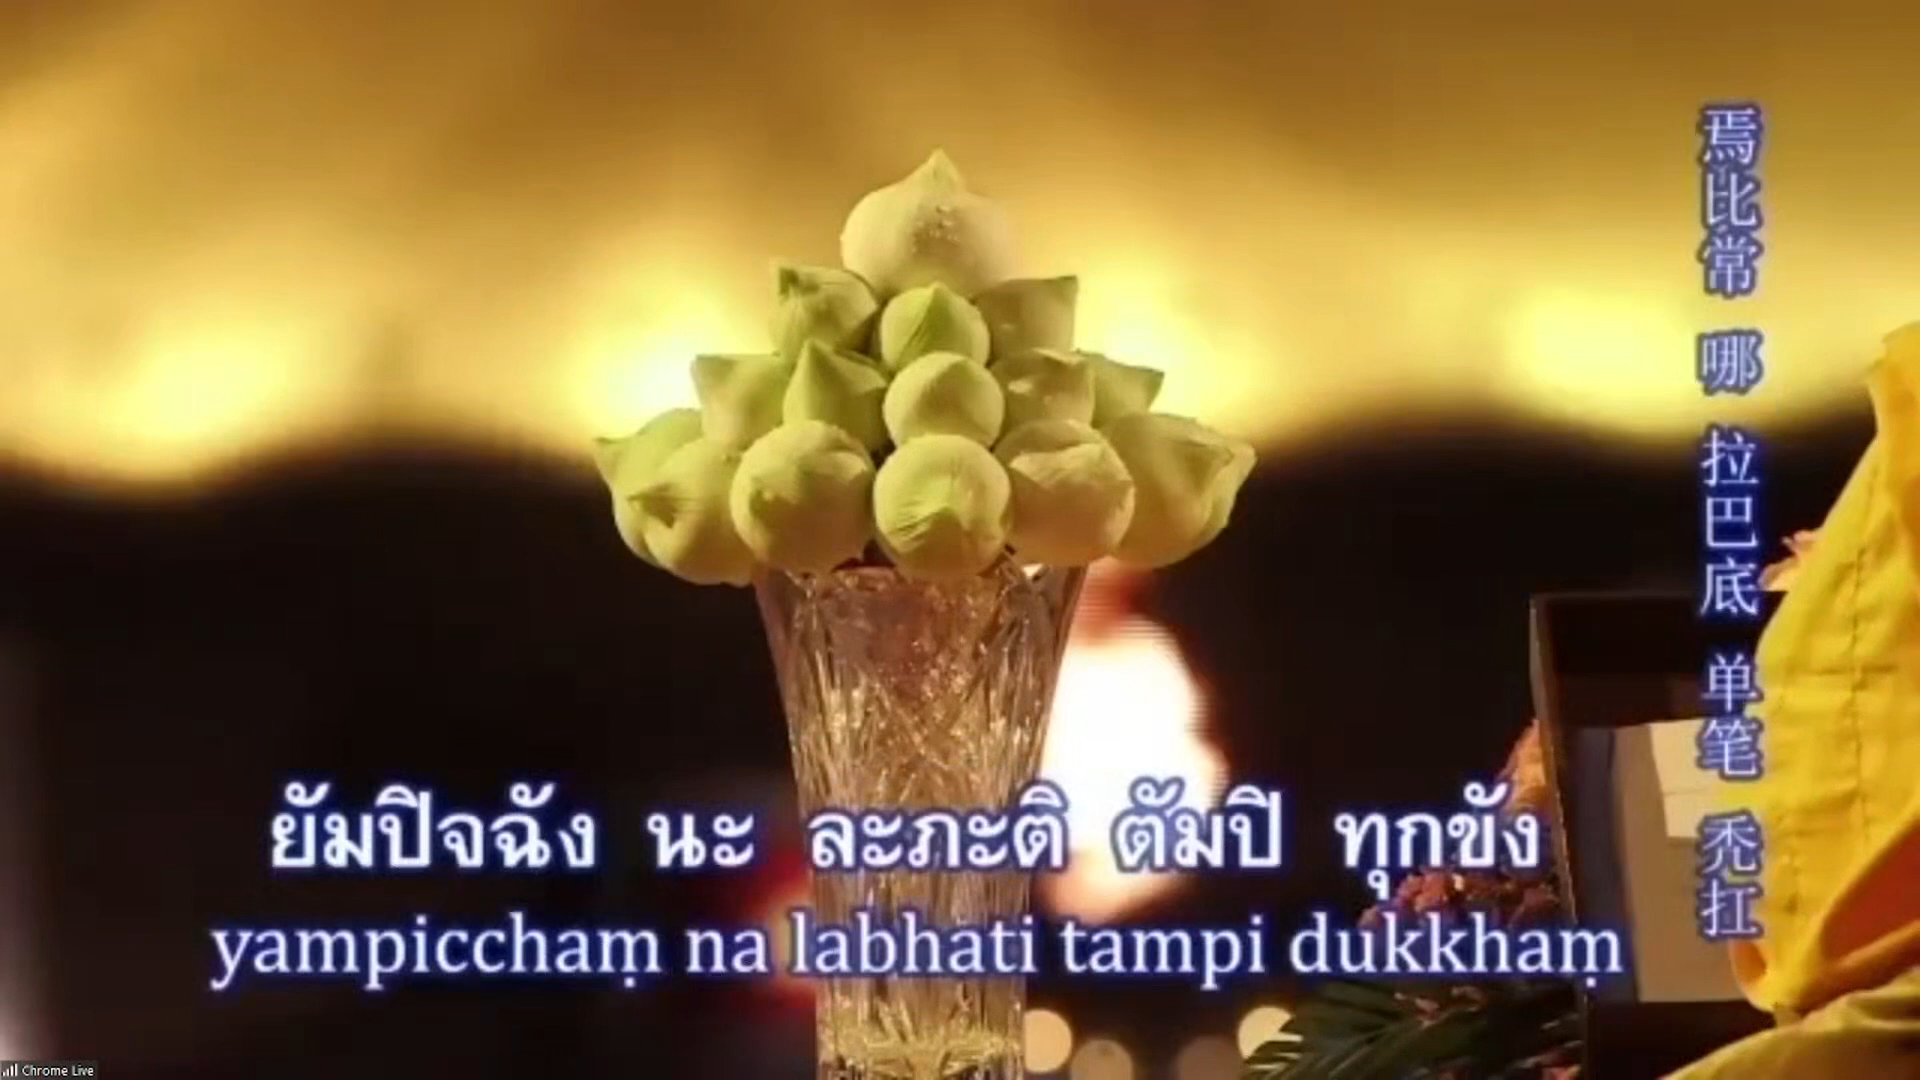 焉比常 哪 拉巴底 单笔 秃扛
ยัมปิจฉัง นะ ละภะติ ตัมปิ ทุกขัง
yampicchaṃ na labhati tampi dukkhaṃ
Chrome Live